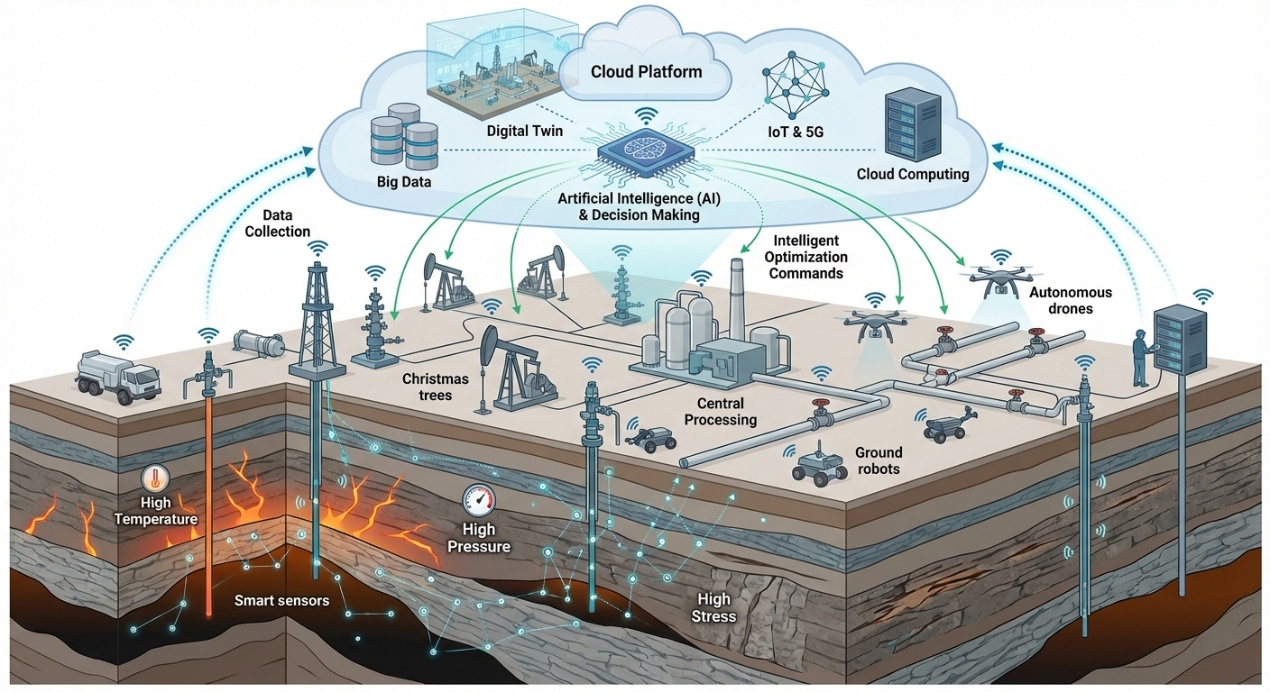 Cloud Platform
Digital Twin
IoT & 5G
Big Data
Cloud Computing
Artificial Intelligence (AI)
& Decision Making
Data
Collection
Intelligent
Optimization
Commands
Autonomous
drones
Christmas
trees
Central
Processing
Ground
robots
High
Temperature
High
Pressure
Smart sensors
High
Stress